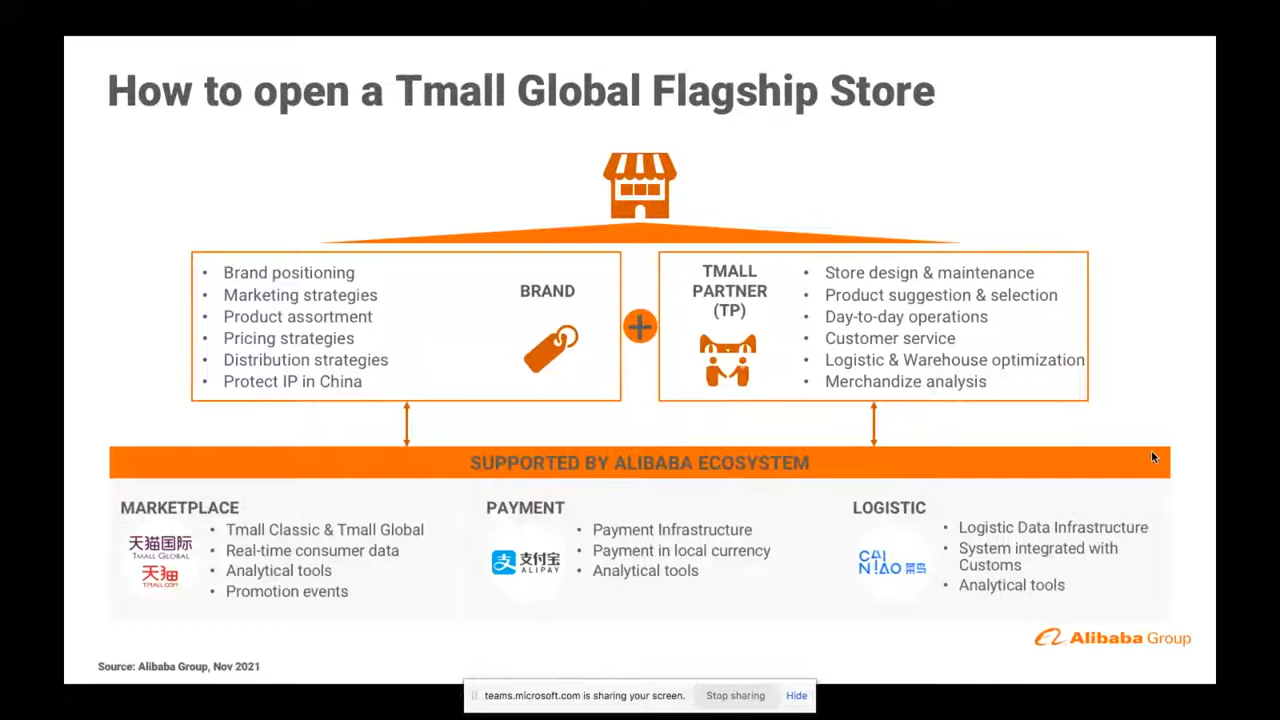 How to open a Tmall Global Flagship Store
• Brand positioning
• Marketing strategies
• Product assortment
• Pricing strategies
• Distribution strategies
• Protect IP in China
BRAND
TMALL
PARTNER
(TP)
• Store design & maintenance
• Product suggestion & selection
• Day-to-day operations
• Customer service
• Logistic & Warehouse optimization
• Merchandize analysis
SUPPORTED BY ALIBABA ECOSYSTEM
MARKETPLACE
天猫国际
TMALL GLOBAL
天猫
TMALL.COM
• Tmall Classic & Tmall Global
• Real-time consumer data
• Analytical tools
• Promotion events
PAYMENT
支 支付宝
ALIPAY
• Payment Infrastructure
• Payment in local currency
• Analytical tools
LOGISTIC
CAI
NIAO 菜鸟
• Logistic Data Infrastructure
• System integrated with
Customs
• Analytical tools
Alibaba Group
Source: Alibaba Group, Nov 2021
teams.microsoft.com is sharing your screen. Stop sharing Hide